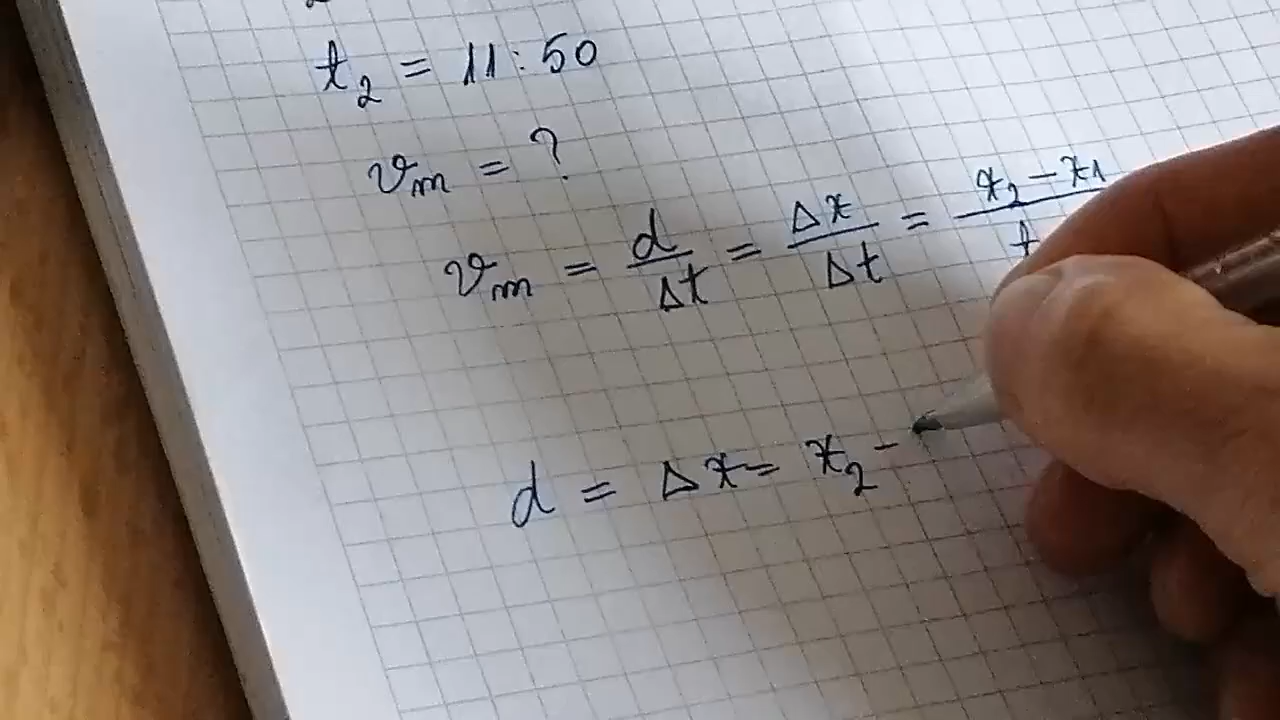 t₂ = 11:50
vₘ = ?
vₘ = d/Δt = Δx/Δt = x₂ - x₁/t
d = Δx = x₂ -